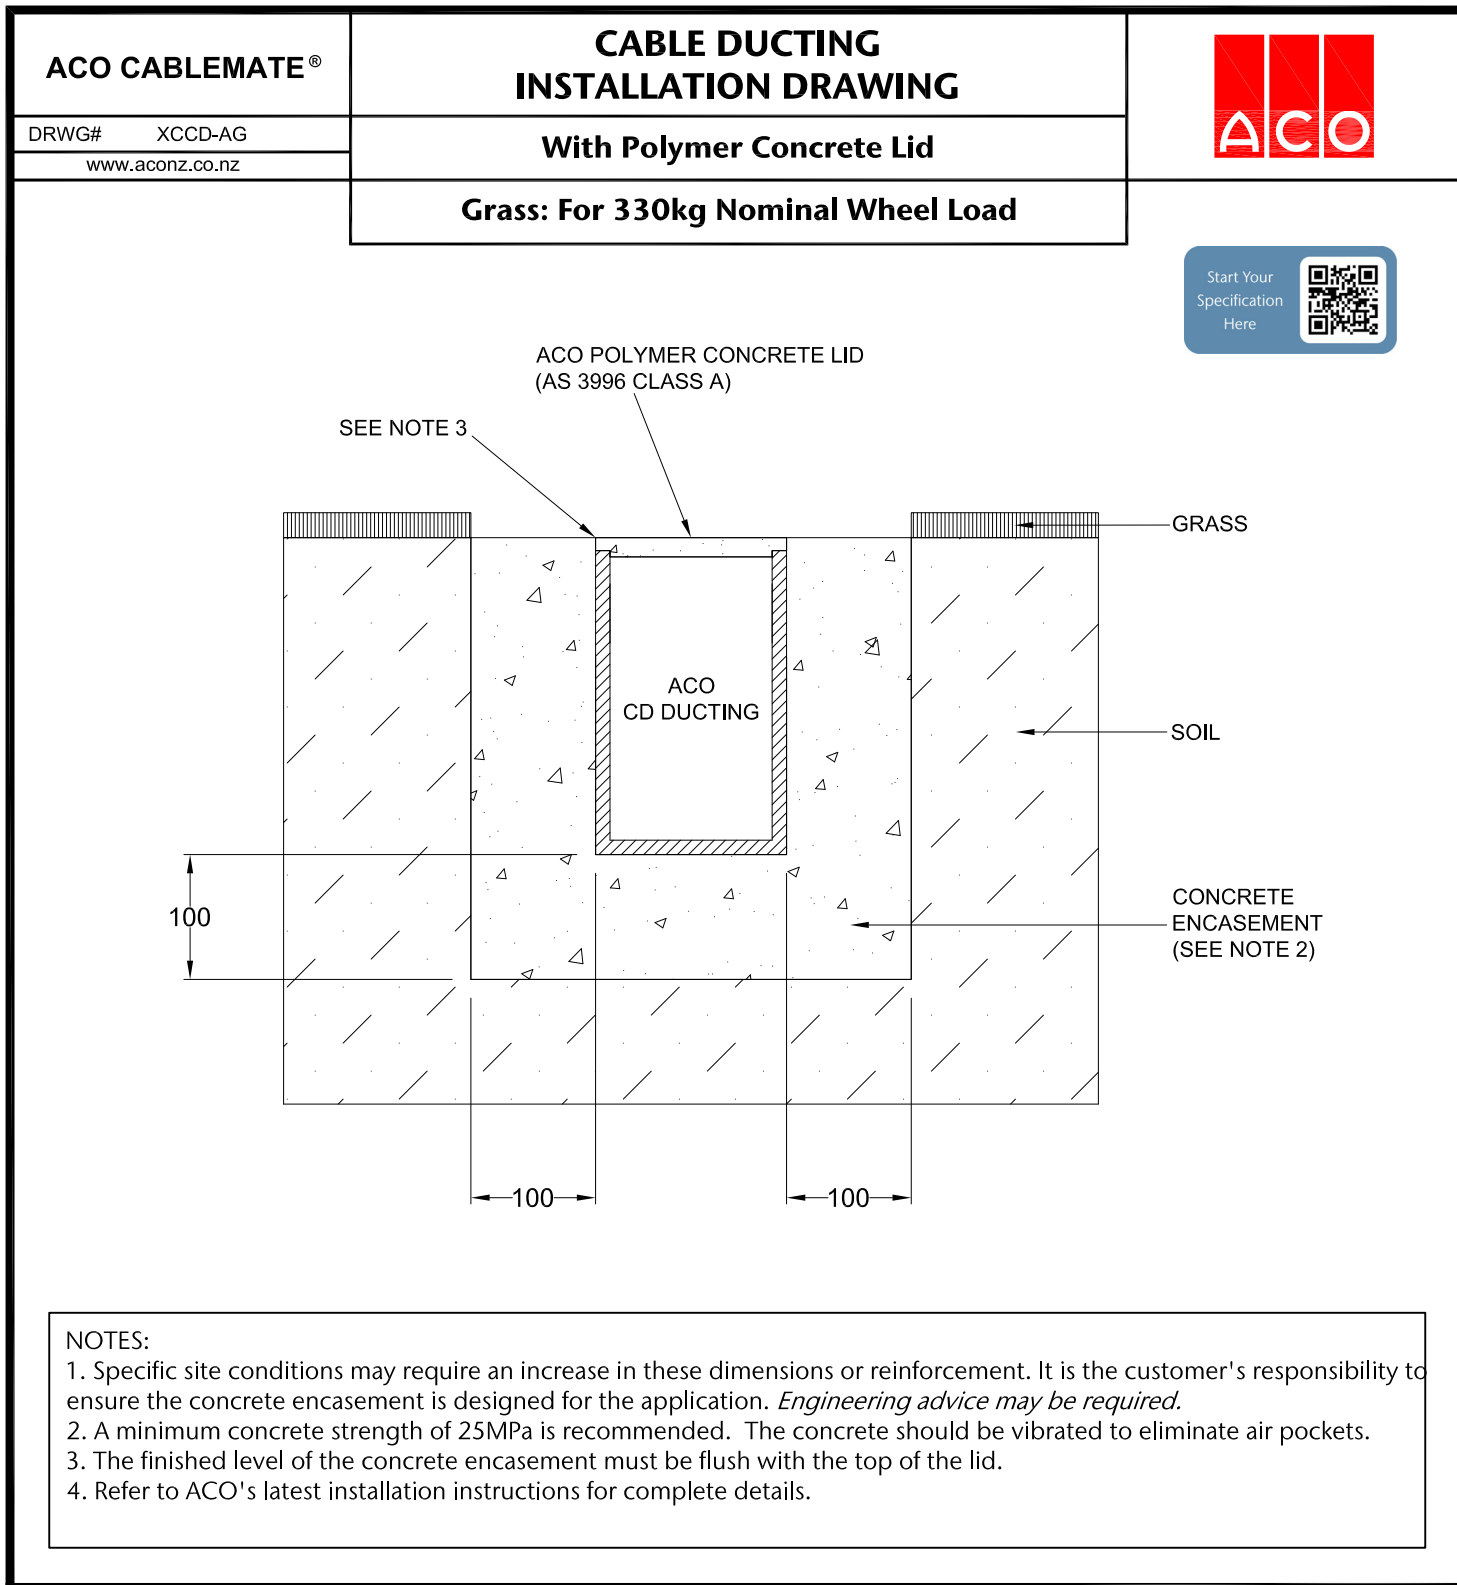 ACO CABLEMATE®
DRWG# XCCD-AG
www.aconz.co.nz
CABLE DUCTING
INSTALLATION DRAWING
With Polymer Concrete Lid
Grass: For 330kg Nominal Wheel Load
ACO
Start Your
Specification
Here
ACO POLYMER CONCRETE LID
(AS 3996 CLASS A)
SEE NOTE 3
GRASS
ACO
CD DUCTING
SOIL
CONCRETE
ENCASEMENT
(SEE NOTE 2)
100
100
100
NOTES:
1. Specific site conditions may require an increase in these dimensions or reinforcement. It is the customer's responsibility to
ensure the concrete encasement is designed for the application. Engineering advice may be required.
2. A minimum concrete strength of 25MPa is recommended. The concrete should be vibrated to eliminate air pockets.
3. The finished level of the concrete encasement must be flush with the top of the lid.
4. Refer to ACO's latest installation instructions for complete details.